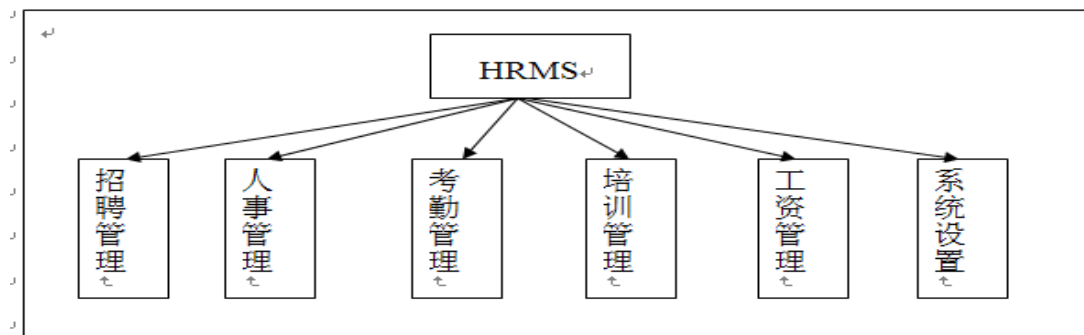 HRMS
招聘管理
人事管理
考勤管理
培训管理
工资管理
系统设置